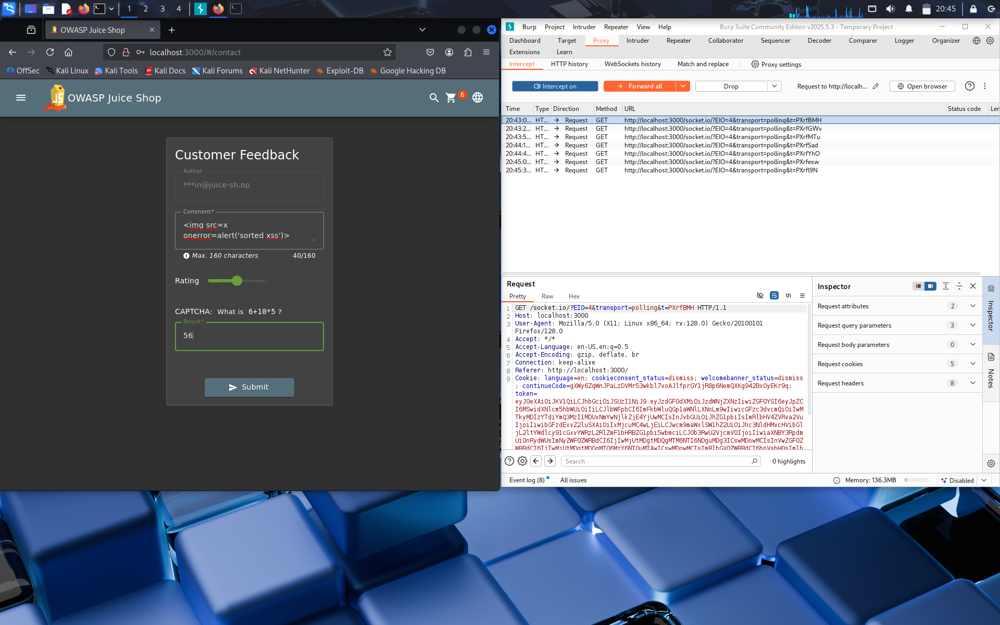 1 2 3 4
20:45
OWASP Juice Shop
localhost:3000/#/contact
OffSec Kali Linux Kali Tools Kali Docs Kali Forums Kali NetHunter Exploit-DB Google Hacking DB
OWASP Juice Shop
6
Customer Feedback
Author
***in@juice-sh.op
Comment*
<img src=x
onerror=alert('sorted xss')>
Max. 160 characters 40/160
Rating
CAPTCHA: What is 6+10*5 ?
Result*
56
Submit
Burp Project Intruder Repeater View Help Burp Suite Community Edition v2025.5.3 - Temporary Project
Dashboard Target Proxy Intruder Repeater Collaborator Sequencer Decoder Comparer Logger Organizer
Extensions Learn
Intercept HTTP history WebSockets history Match and replace Proxy settings
Intercept on Forward all Drop Request to http://localh... Open browser
Time Type Direction Method URL Status code Len
20:43:0... HT... → Request GET http://localhost:3000/socket.io/?EIO=4&transport=polling&t=PXrfBMH
20:43:2... HT... → Request GET http://localhost:3000/socket.io/?EIO=4&transport=polling&t=PXrfGWv
20:43:5... HT... → Request GET http://localhost:3000/socket.io/?EIO=4&transport=polling&t=PXrfMTu
20:44:1... HT... → Request GET http://localhost:3000/socket.io/?EIO=4&transport=polling&t=PXrfSad
20:44:4... HT... → Request GET http://localhost:3000/socket.io/?EIO=4&transport=polling&t=PXrfYhO
20:45:0... HT... → Request GET http://localhost:3000/socket.io/?EIO=4&transport=polling&t=PXrfesw
20:45:3... HT... → Request GET http://localhost:3000/socket.io/?EIO=4&transport=polling&t=PXrfl9N
Request
Pretty Raw Hex \n
1 GET /socket.io/?EIO=4&transport=polling&t=PXrfBMH HTTP/1.1
2 Host: localhost:3000
3 User-Agent: Mozilla/5.0 (X11; Linux x86_64; rv:128.0) Gecko/20100101
Firefox/128.0
4 Accept: */*
5 Accept-Language: en-US,en;q=0.5
6 Accept-Encoding: gzip, deflate, br
7 Connection: keep-alive
8 Referer: http://localhost:3000/
9 Cookie: language=en; cookieconsent_status=dismiss; welcomebanner_status=dismiss
; continueCode=gXWy6ZqWnJPaLzDVMr53wkbl7voAJlfprGY1jR8p6NemQXKg942BxOyEKr9q;
token=
Inspector
Request attributes 2
Request query parameters 3
Request body parameters 0
Request cookies 5
Request headers 8
Inspector
Notes
Search 0 highlights
Event log (8) All issues Memory: 136.3MB Disabled